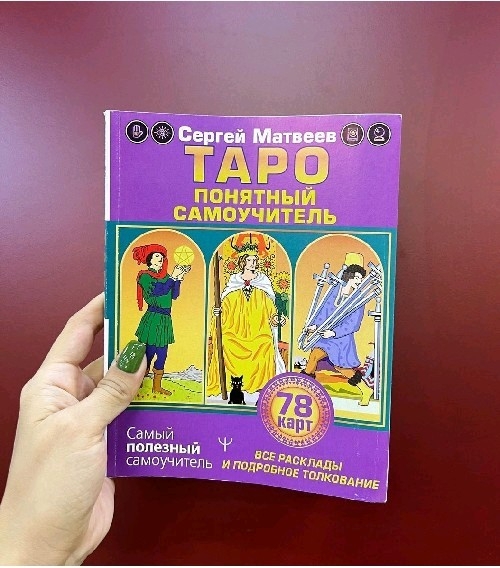 Сергей Матвеев
ТАРО
ПОНЯТНЫЙ
САМОУЧИТЕЛЬ
78
карт
Самый
полезный
самоучитель
ВСЕ РАСКЛАДЫ
И ПОДРОБНОЕ ТОЛКОВАНИЕ